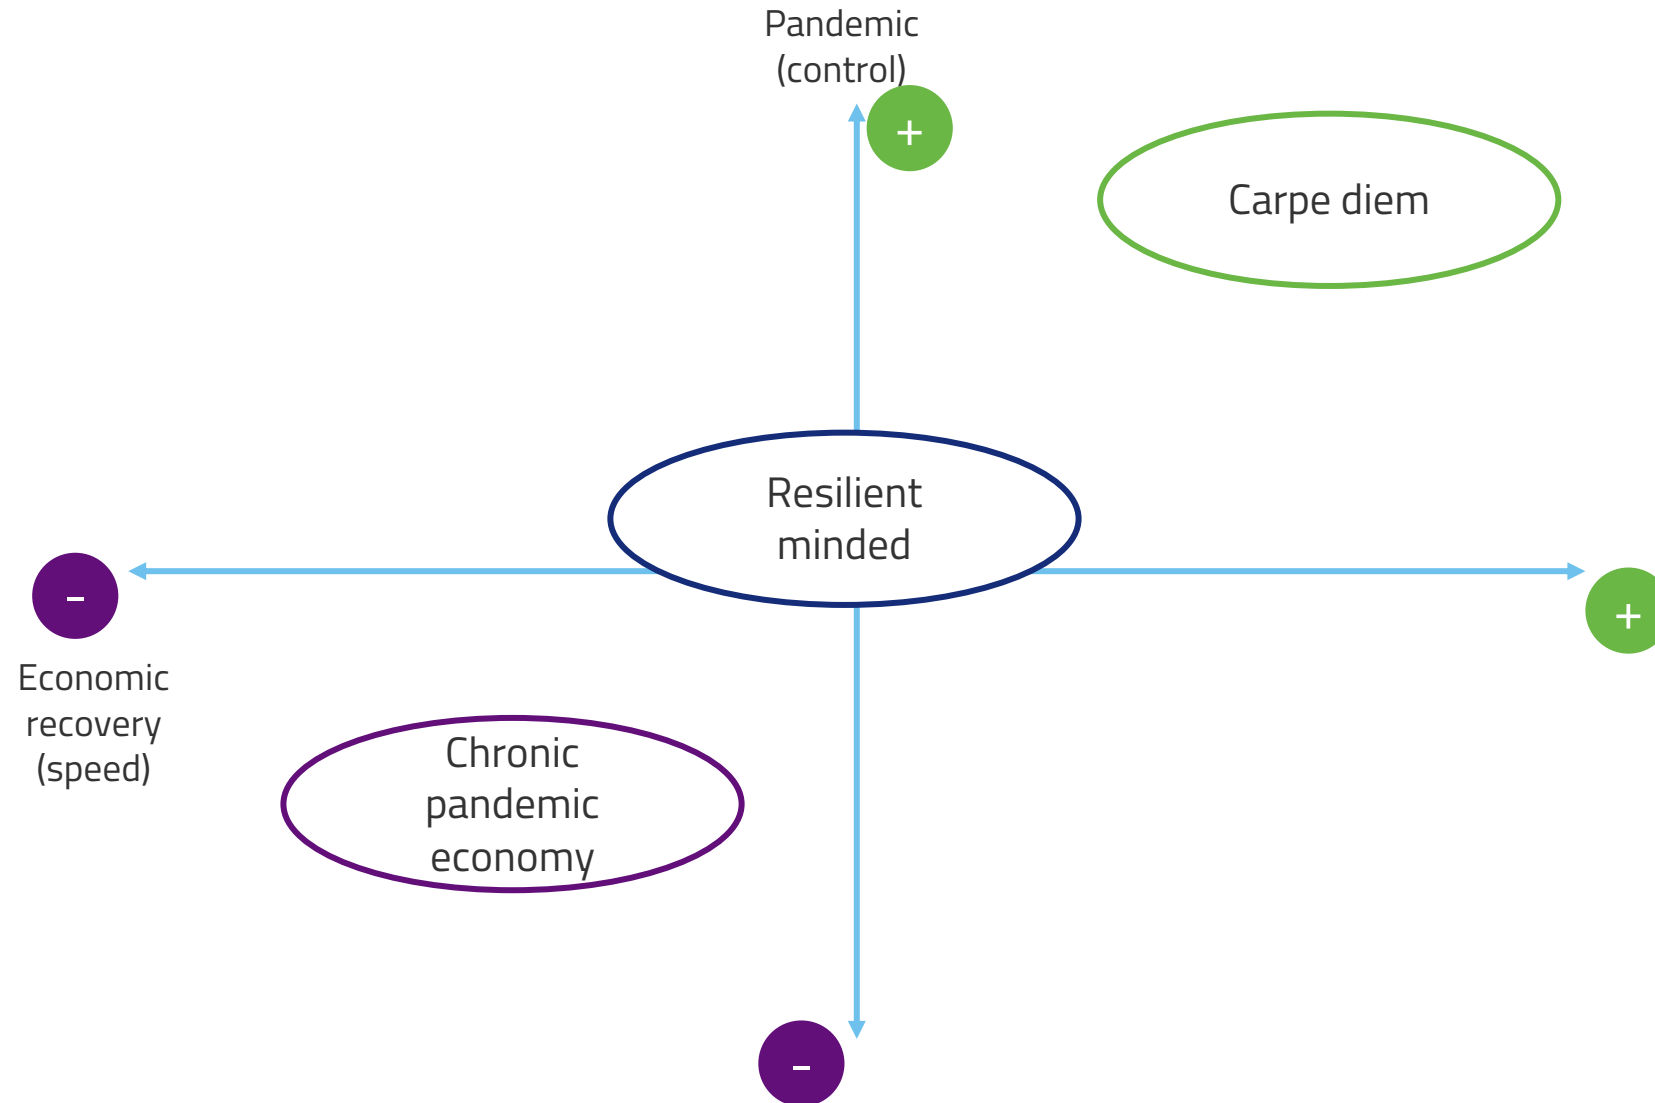 Pandemic
(control)
+
Carpe diem
Resilient
minded
-
+
Economic
recovery
(speed)
Chronic
pandemic
economy
-